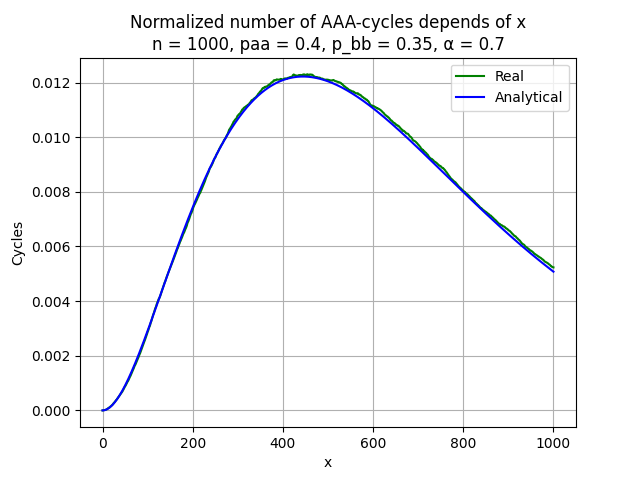 Normalized number of AAA-cycles depends of x
n = 1000, paa = 0.4, p_bb = 0.35, α = 0.7
Real
Analytical
0.012
0.010
0.008
0.006
0.004
0.002
0.000
Cycles
0 200 400 600 800 1000
x